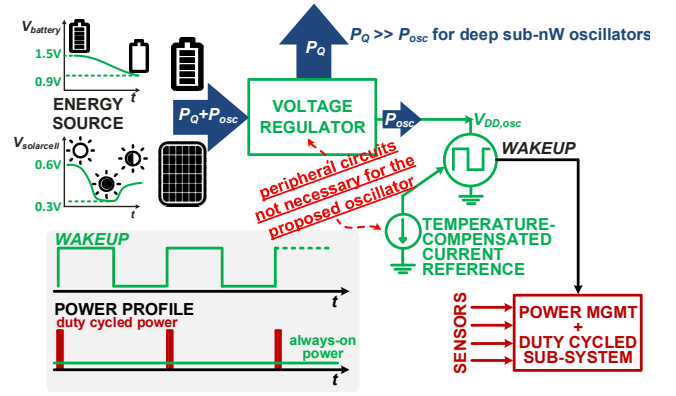 V_battery
1.5V
0.9V
t
ENERGY
SOURCE
V_solarcell
0.6V
0.3V
t
P_Q+P_osc
P_Q
P_Q >> P_osc for deep sub-nW oscillators
VOLTAGE
REGULATOR
P_osc
V_DD,osc
WAKEUP
peripheral circuits
not necessary for the
proposed oscillator
TEMPERATURE-
COMPENSATED
CURRENT
REFERENCE
WAKEUP
t
POWER PROFILE
duty cycled power
always-on
power
t
SENSORS
POWER MGMT
+
DUTY CYCLED
SUB-SYSTEM